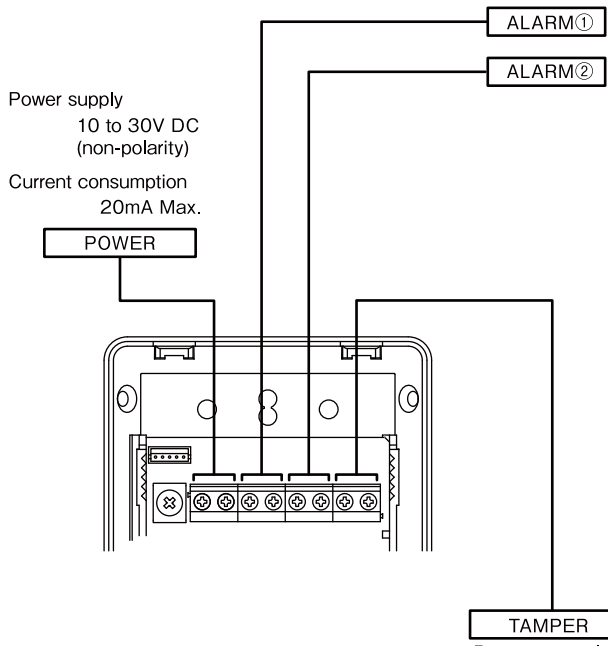 ALARM①
ALARM②
Power supply
10 to 30V DC
(non-polarity)
Current consumption
20mA Max.
POWER
TAMPER